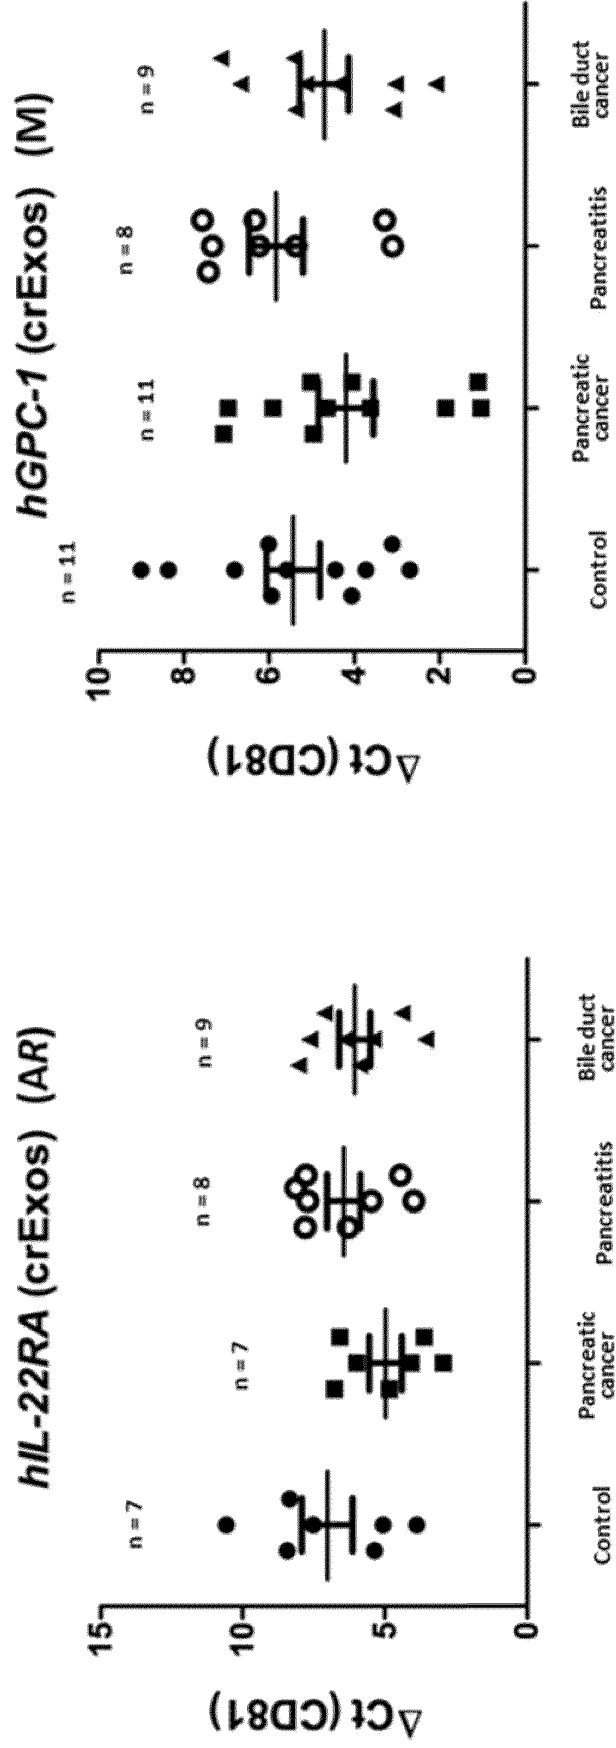 hIL-22RA (crExos) (AR)
Δ Ct (CD81)
15
10
5
0
n = 7
n = 7
n = 8
n = 9
Control
Pancreatic
cancer
Pancreatitis
Bile duct
cancer
hGPC-1 (crExos) (M)
Δ Ct (CD81)
10
8
6
4
2
0
n = 11
n = 11
n = 8
n = 9
Control
Pancreatic
cancer
Pancreatitis
Bile duct
cancer